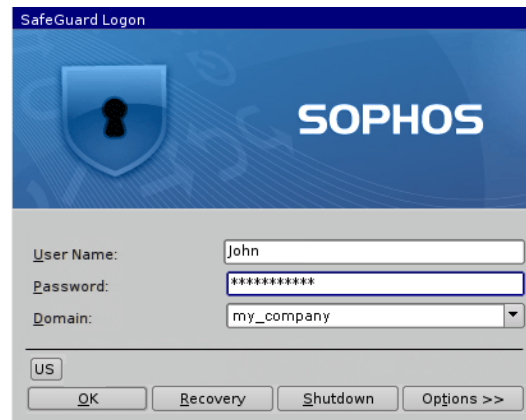 SafeGuard Logon
SOPHOS
User Name: John
Password: ***********
Domain: my_company
US
OK Recovery Shutdown Options >>